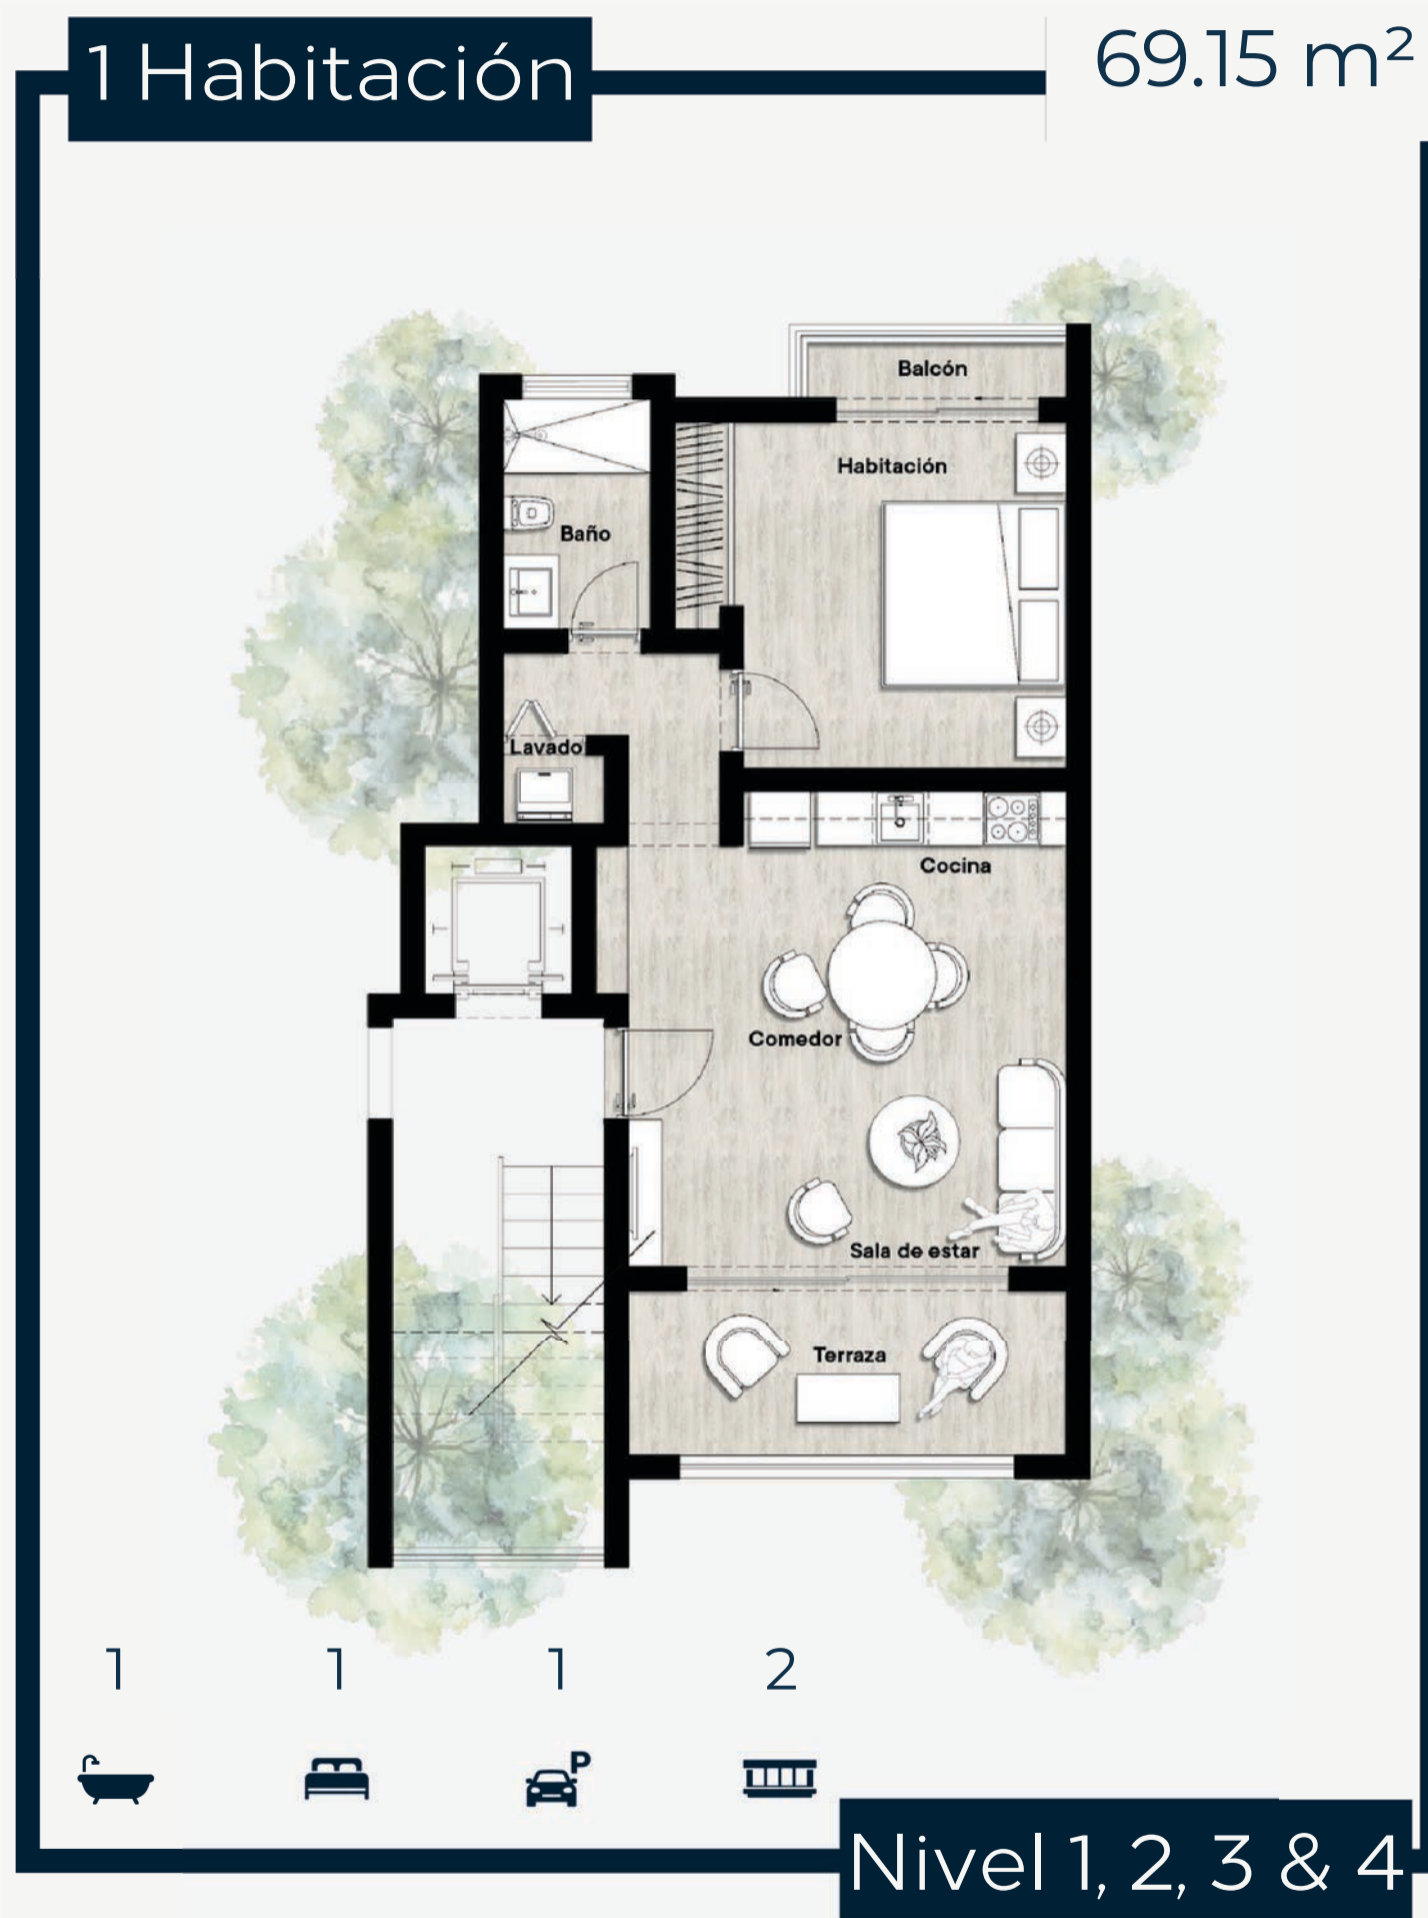 1 Habitación
69.15 m²
Balcón
Habitación
Baño
Lavado
Cocina
Comedor
Sala de estar
Terraza
1 1 1 2
P
Nivel 1, 2, 3 & 4